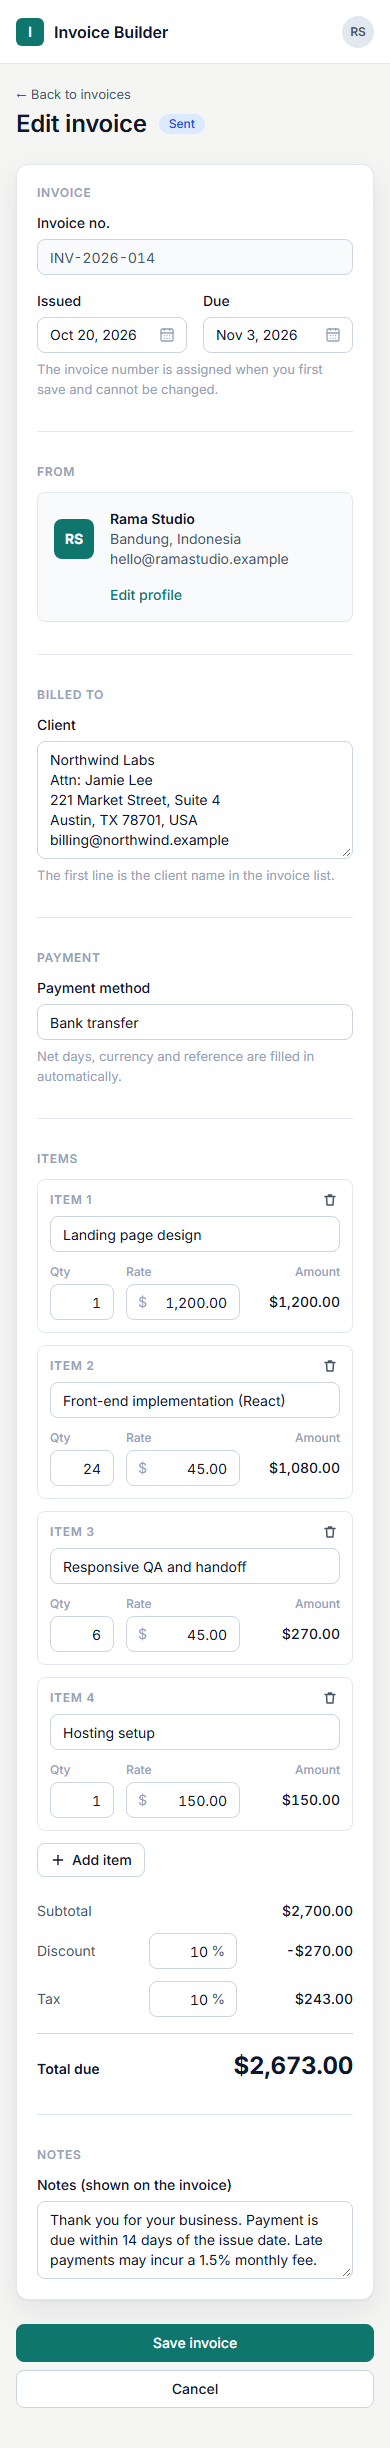 I Invoice Builder RS
← Back to invoices
Edit invoice Sent
INVOICE
Invoice no.
INV-2026-014
Issued Due
Oct 20, 2026 Nov 3, 2026
The invoice number is assigned when you first
save and cannot be changed.
FROM
RS
Rama Studio
Bandung, Indonesia
hello@ramastudio.example
Edit profile
BILLED TO
Client
Northwind Labs
Attn: Jamie Lee
221 Market Street, Suite 4
Austin, TX 78701, USA
billing@northwind.example
The first line is the client name in the invoice list.
PAYMENT
Payment method
Bank transfer
Net days, currency and reference are filled in
automatically.
ITEMS
ITEM 1
Landing page design
Qty Rate Amount
1 $ 1,200.00 $1,200.00
ITEM 2
Front-end implementation (React)
Qty Rate Amount
24 $ 45.00 $1,080.00
ITEM 3
Responsive QA and handoff
Qty Rate Amount
6 $ 45.00 $270.00
ITEM 4
Hosting setup
Qty Rate Amount
1 $ 150.00 $150.00
+ Add item
Subtotal $2,700.00
Discount 10 % -$270.00
Tax 10 % $243.00
Total due $2,673.00
NOTES
Notes (shown on the invoice)
Thank you for your business. Payment is
due within 14 days of the issue date. Late
payments may incur a 1.5% monthly fee.
Save invoice
Cancel